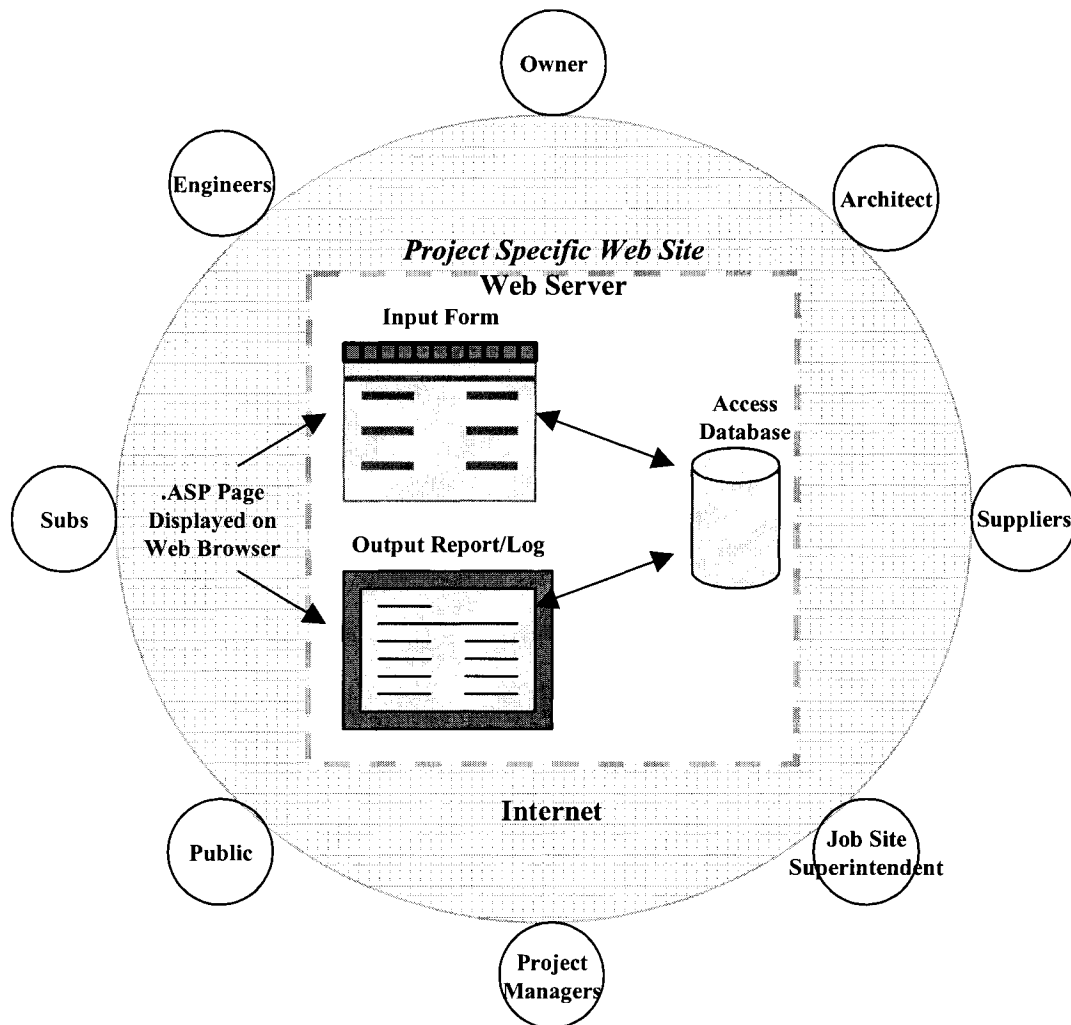 Owner
Engineers
Architect
Project Specific Web Site
Web Server
Input Form
Access
Database
.ASP Page
Displayed on
Web Browser
Subs
Suppliers
Output Report/Log
Internet
Public
Job Site
Superintendent
Project
Managers